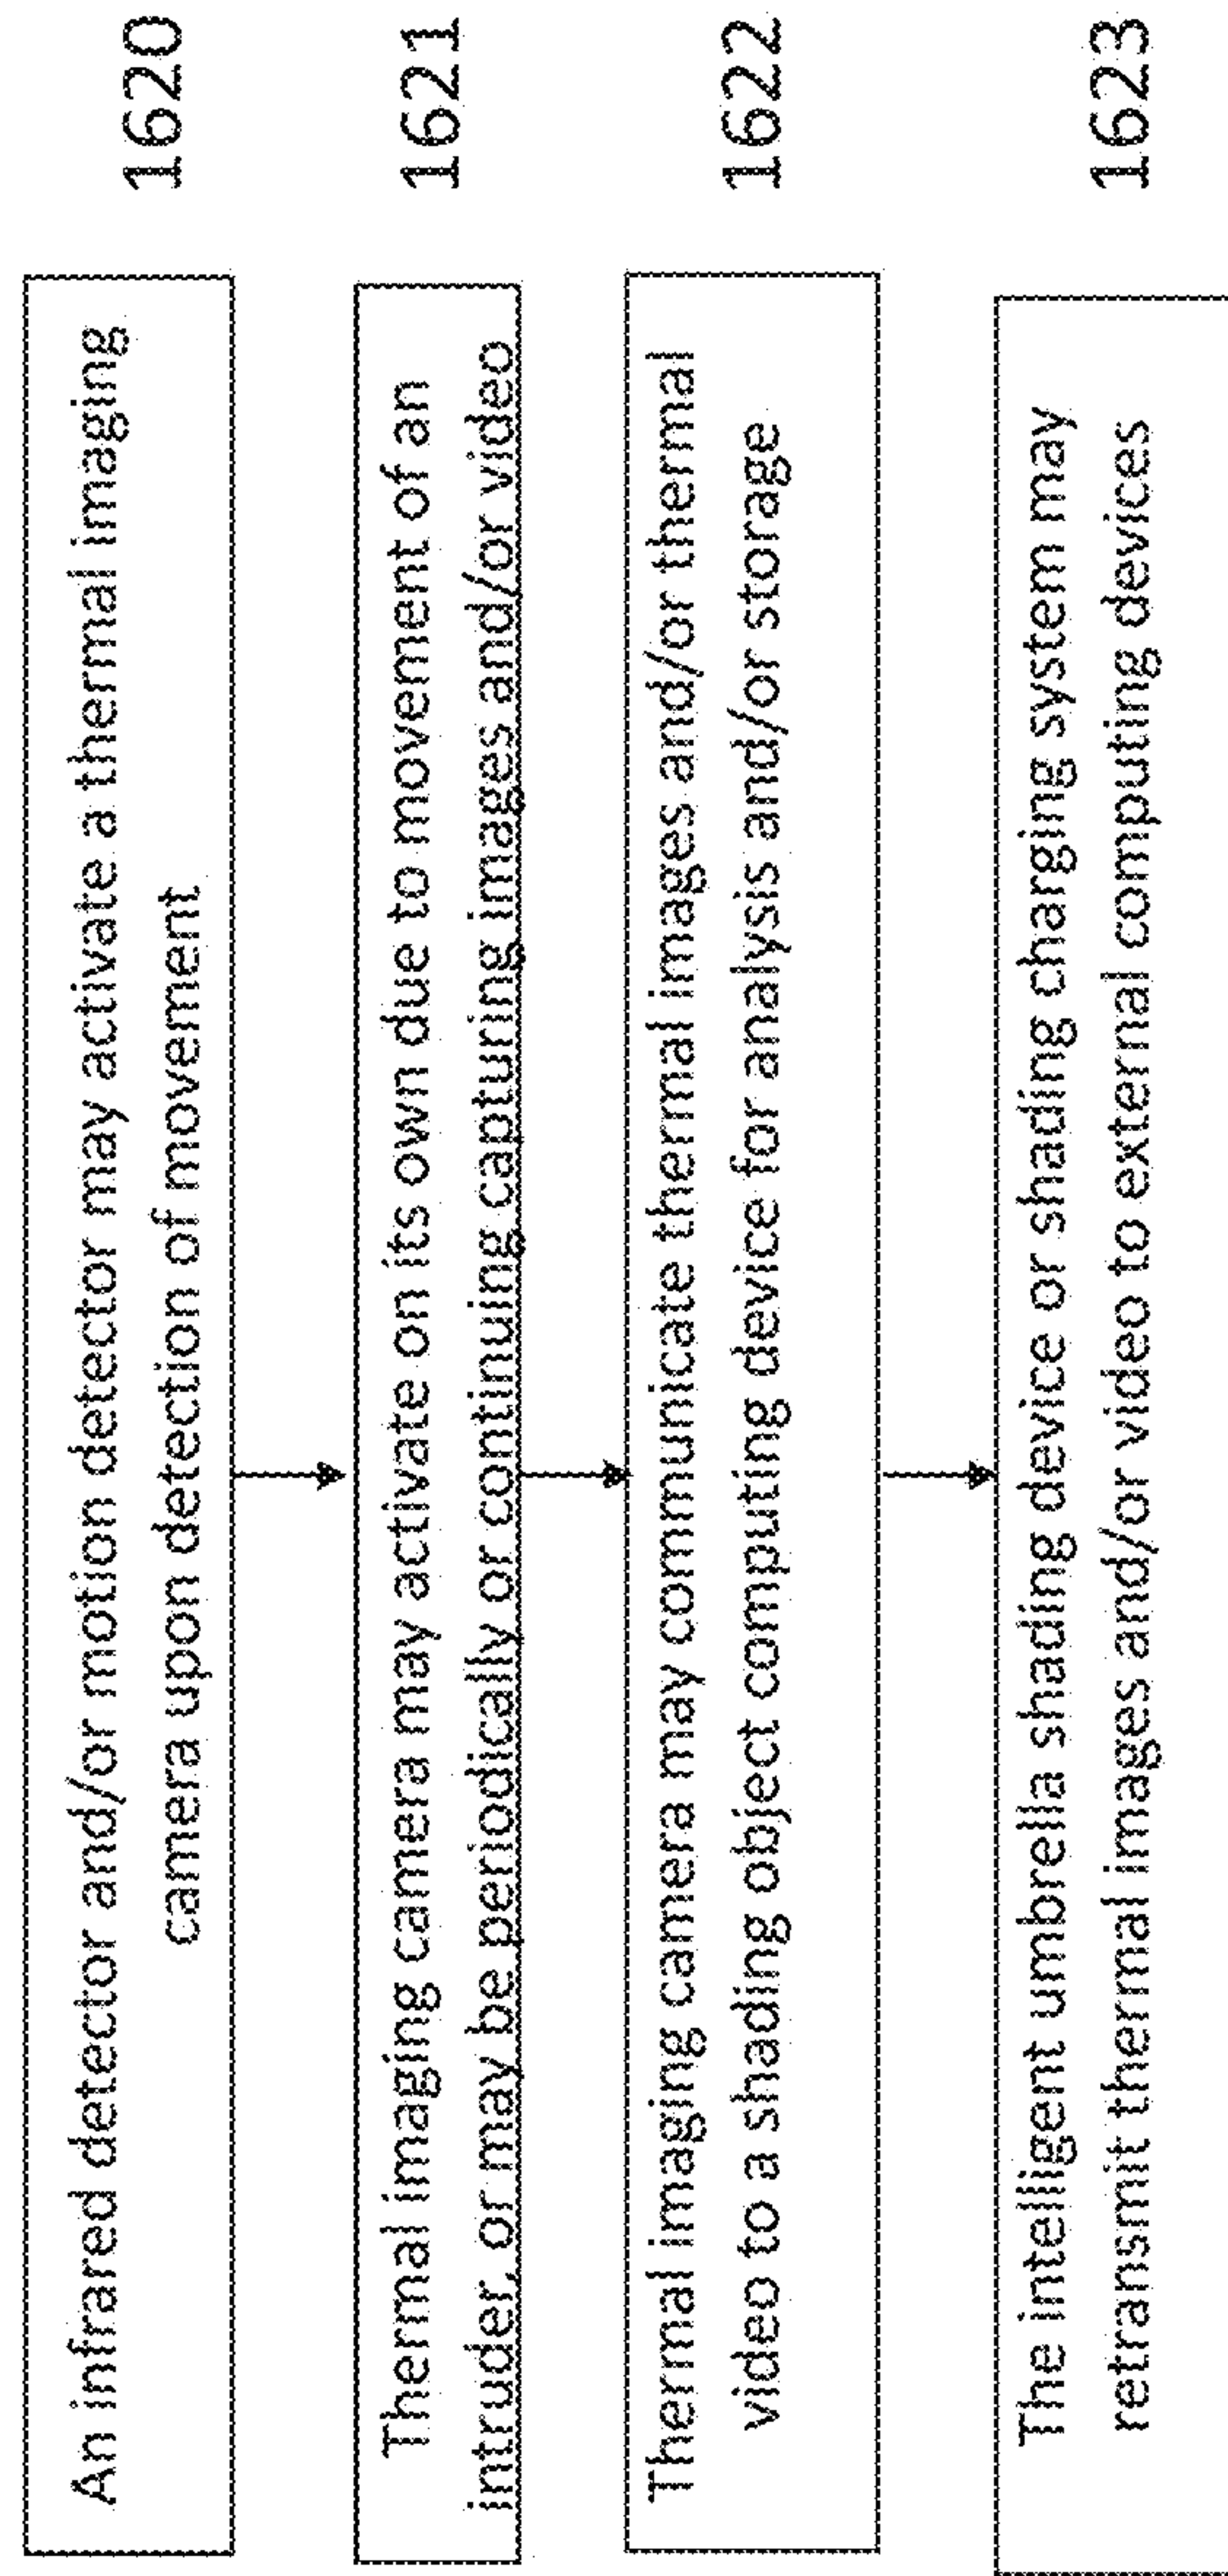 An infrared detector and/or motion detector may activate a thermal imaging
camera upon detection of movement
1620
Thermal imaging camera may activate on its own due to movement of an
intruder, or may be periodically or continuing capturing images and/or video
1621
Thermal imaging camera may communicate thermal images and/or thermal
video to a shading object computing device for analysis and/or storage
1622
The intelligent umbrella shading device or shading charging system may
retransmit thermal images and/or video to external computing devices
1623